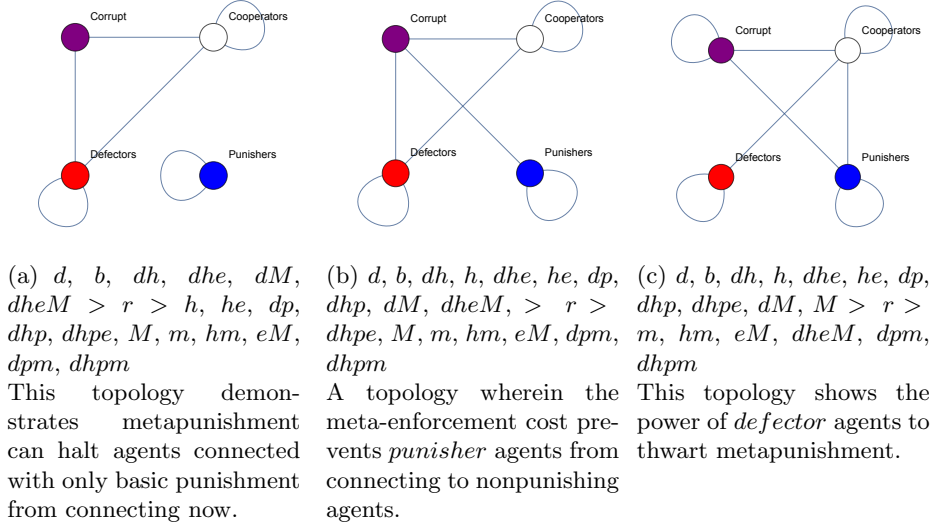 Corrupt
Cooperators
Defectors
Punishers
Corrupt
Cooperators
Defectors
Punishers
Corrupt
Cooperators
Defectors
Punishers
(a) d, b, dh, dhe, dM,
dheM > r > h, he, dp,
dhp, dhpe, M, m, hm, eM,
dpm, dhpm
This topology demon-
strates metapunishment
can halt agents connected
with only basic punishment
from connecting now.
(b) d, b, dh, h, dhe, he, dp,
dhp, dM, dheM, > r >
dhpe, M, m, hm, eM, dpm,
dhpm
A topology wherein the
meta-enforcement cost pre-
vents punisher agents from
connecting to nonpunishing
agents.
(c) d, b, dh, h, dhe, he, dp,
dhp, dhpe, dM, M > r >
m, hm, eM, dheM, dpm,
dhpm
This topology shows the
power of defector agents to
thwart metapunishment.